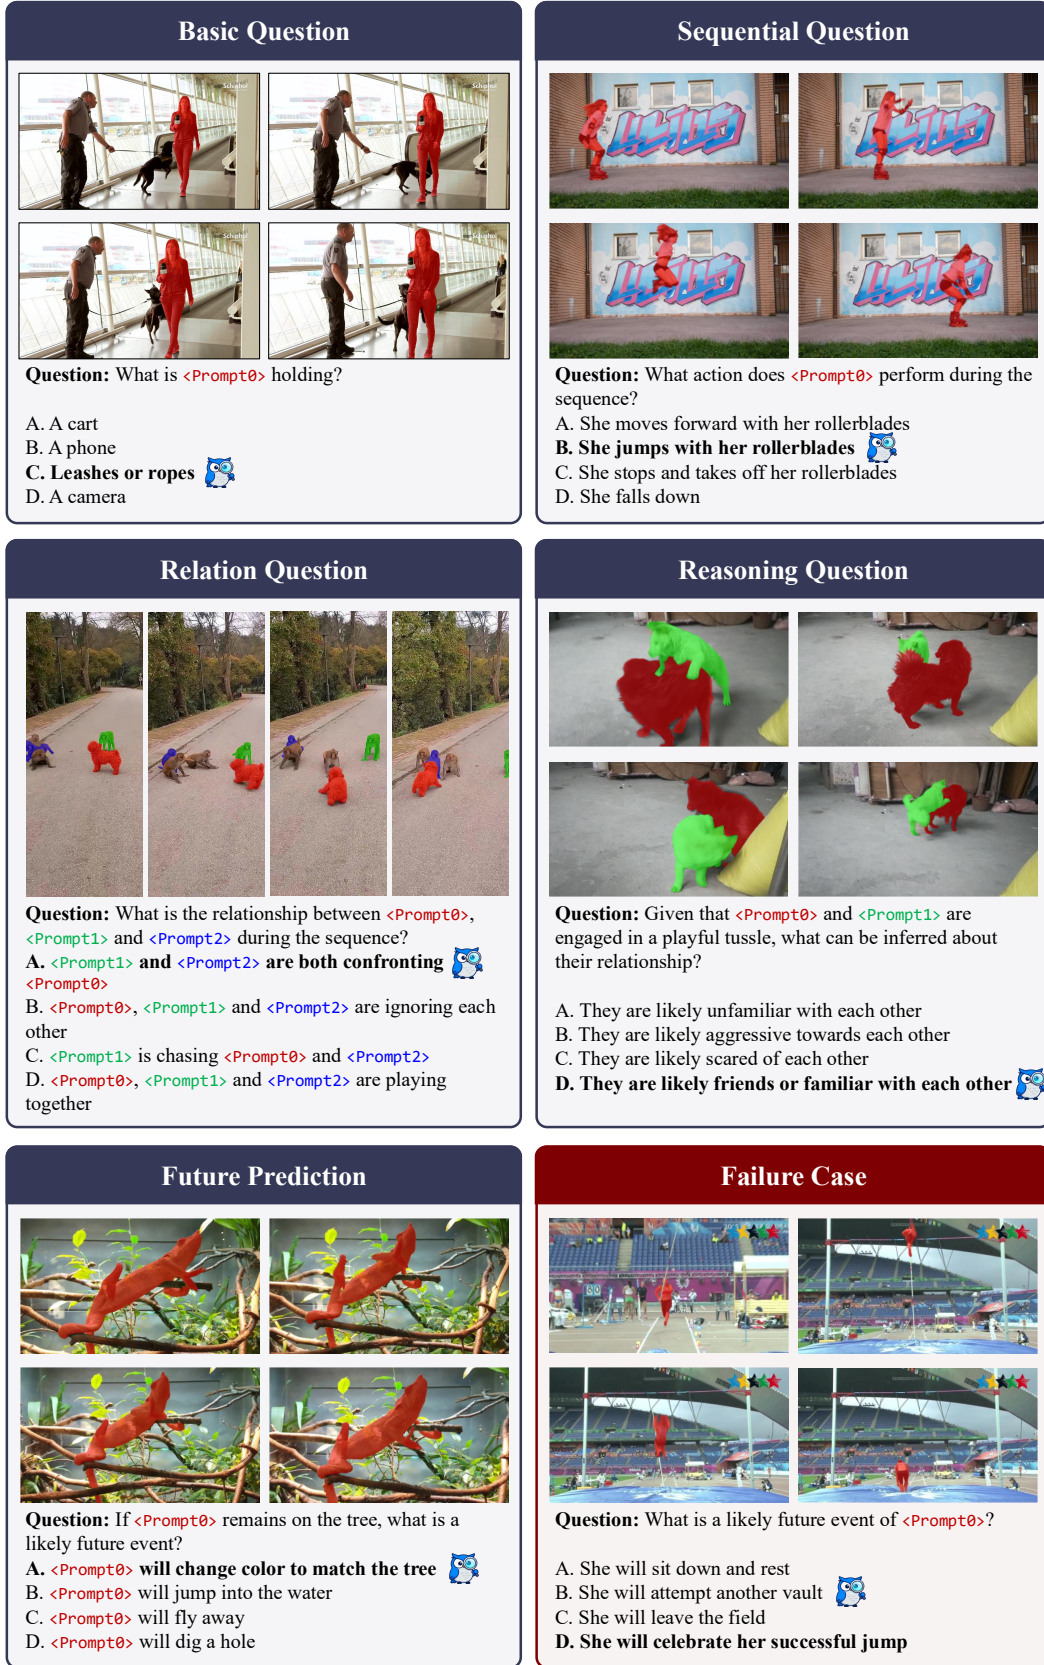 Basic Question
Schiphol
Schiphol
Schiphol
Question: What is <Prompt0> holding?
A. A cart
B. A phone
C. Leashes or ropes
D. A camera
Sequential Question
Question: What action does <Prompt0> perform during the
sequence?
A. She moves forward with her rollerblades
B. She jumps with her rollerblades
C. She stops and takes off her rollerblades
D. She falls down
Relation Question
Question: What is the relationship between <Prompt0>,
<Prompt1> and <Prompt2> during the sequence?
A. <Prompt1> and <Prompt2> are both confronting
<Prompt0>
B. <Prompt0>, <Prompt1> and <Prompt2> are ignoring each
other
C. <Prompt1> is chasing <Prompt0> and <Prompt2>
D. <Prompt0>, <Prompt1> and <Prompt2> are playing
together
Reasoning Question
Question: Given that <Prompt0> and <Prompt1> are
engaged in a playful tussle, what can be inferred about
their relationship?
A. They are likely unfamiliar with each other
B. They are likely aggressive towards each other
C. They are likely scared of each other
D. They are likely friends or familiar with each other
Future Prediction
Question: If <Prompt0> remains on the tree, what is a
likely future event?
A. <Prompt0> will change color to match the tree
B. <Prompt0> will jump into the water
C. <Prompt0> will fly away
D. <Prompt0> will dig a hole
Failure Case
Question: What is a likely future event of <Prompt0>?
A. She will sit down and rest
B. She will attempt another vault
C. She will leave the field
D. She will celebrate her successful jump